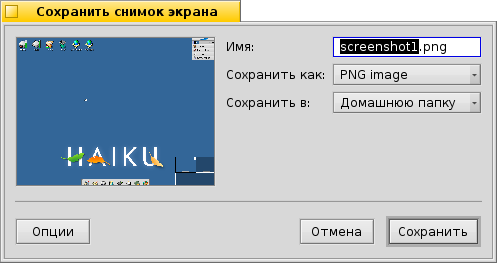 Сохранить снимок экрана
Имя: screenshot1.png
Сохранить как: PNG image
Сохранить в: Домашнюю папку
HAIKU
Опции Отмена Сохранить